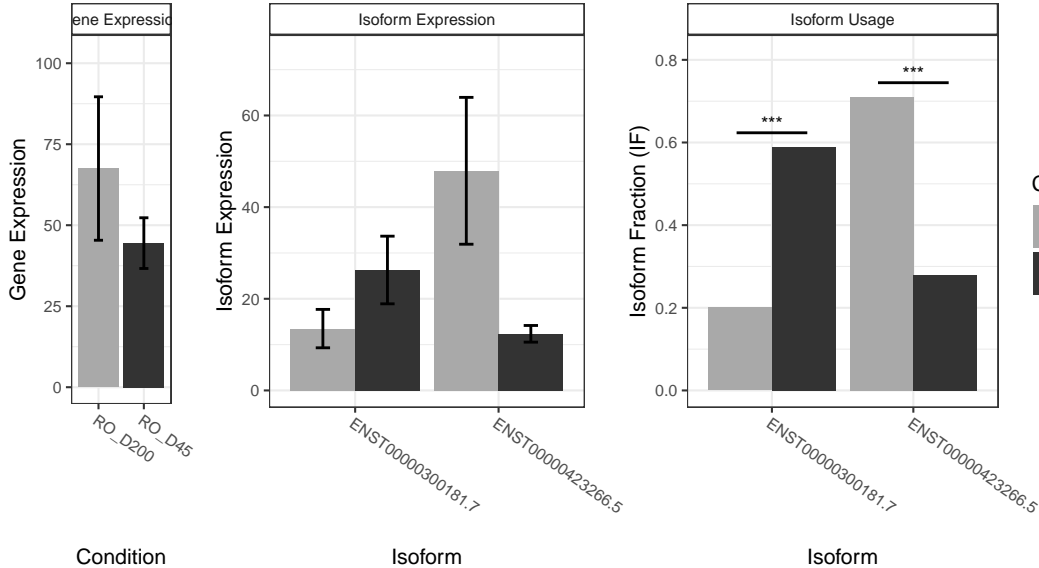 ene Expressio
Isoform Expression
Isoform Usage
Gene Expression
100
75
50
25
0
RO_D200
RO_D45
Condition
Isoform Expression
60
40
20
0
ENST00000300181.7
ENST00000423266.5
Isoform
Isoform Fraction (IF)
0.8
0.6
0.4
0.2
0.0
***
***
ENST00000300181.7
ENST00000423266.5
Isoform